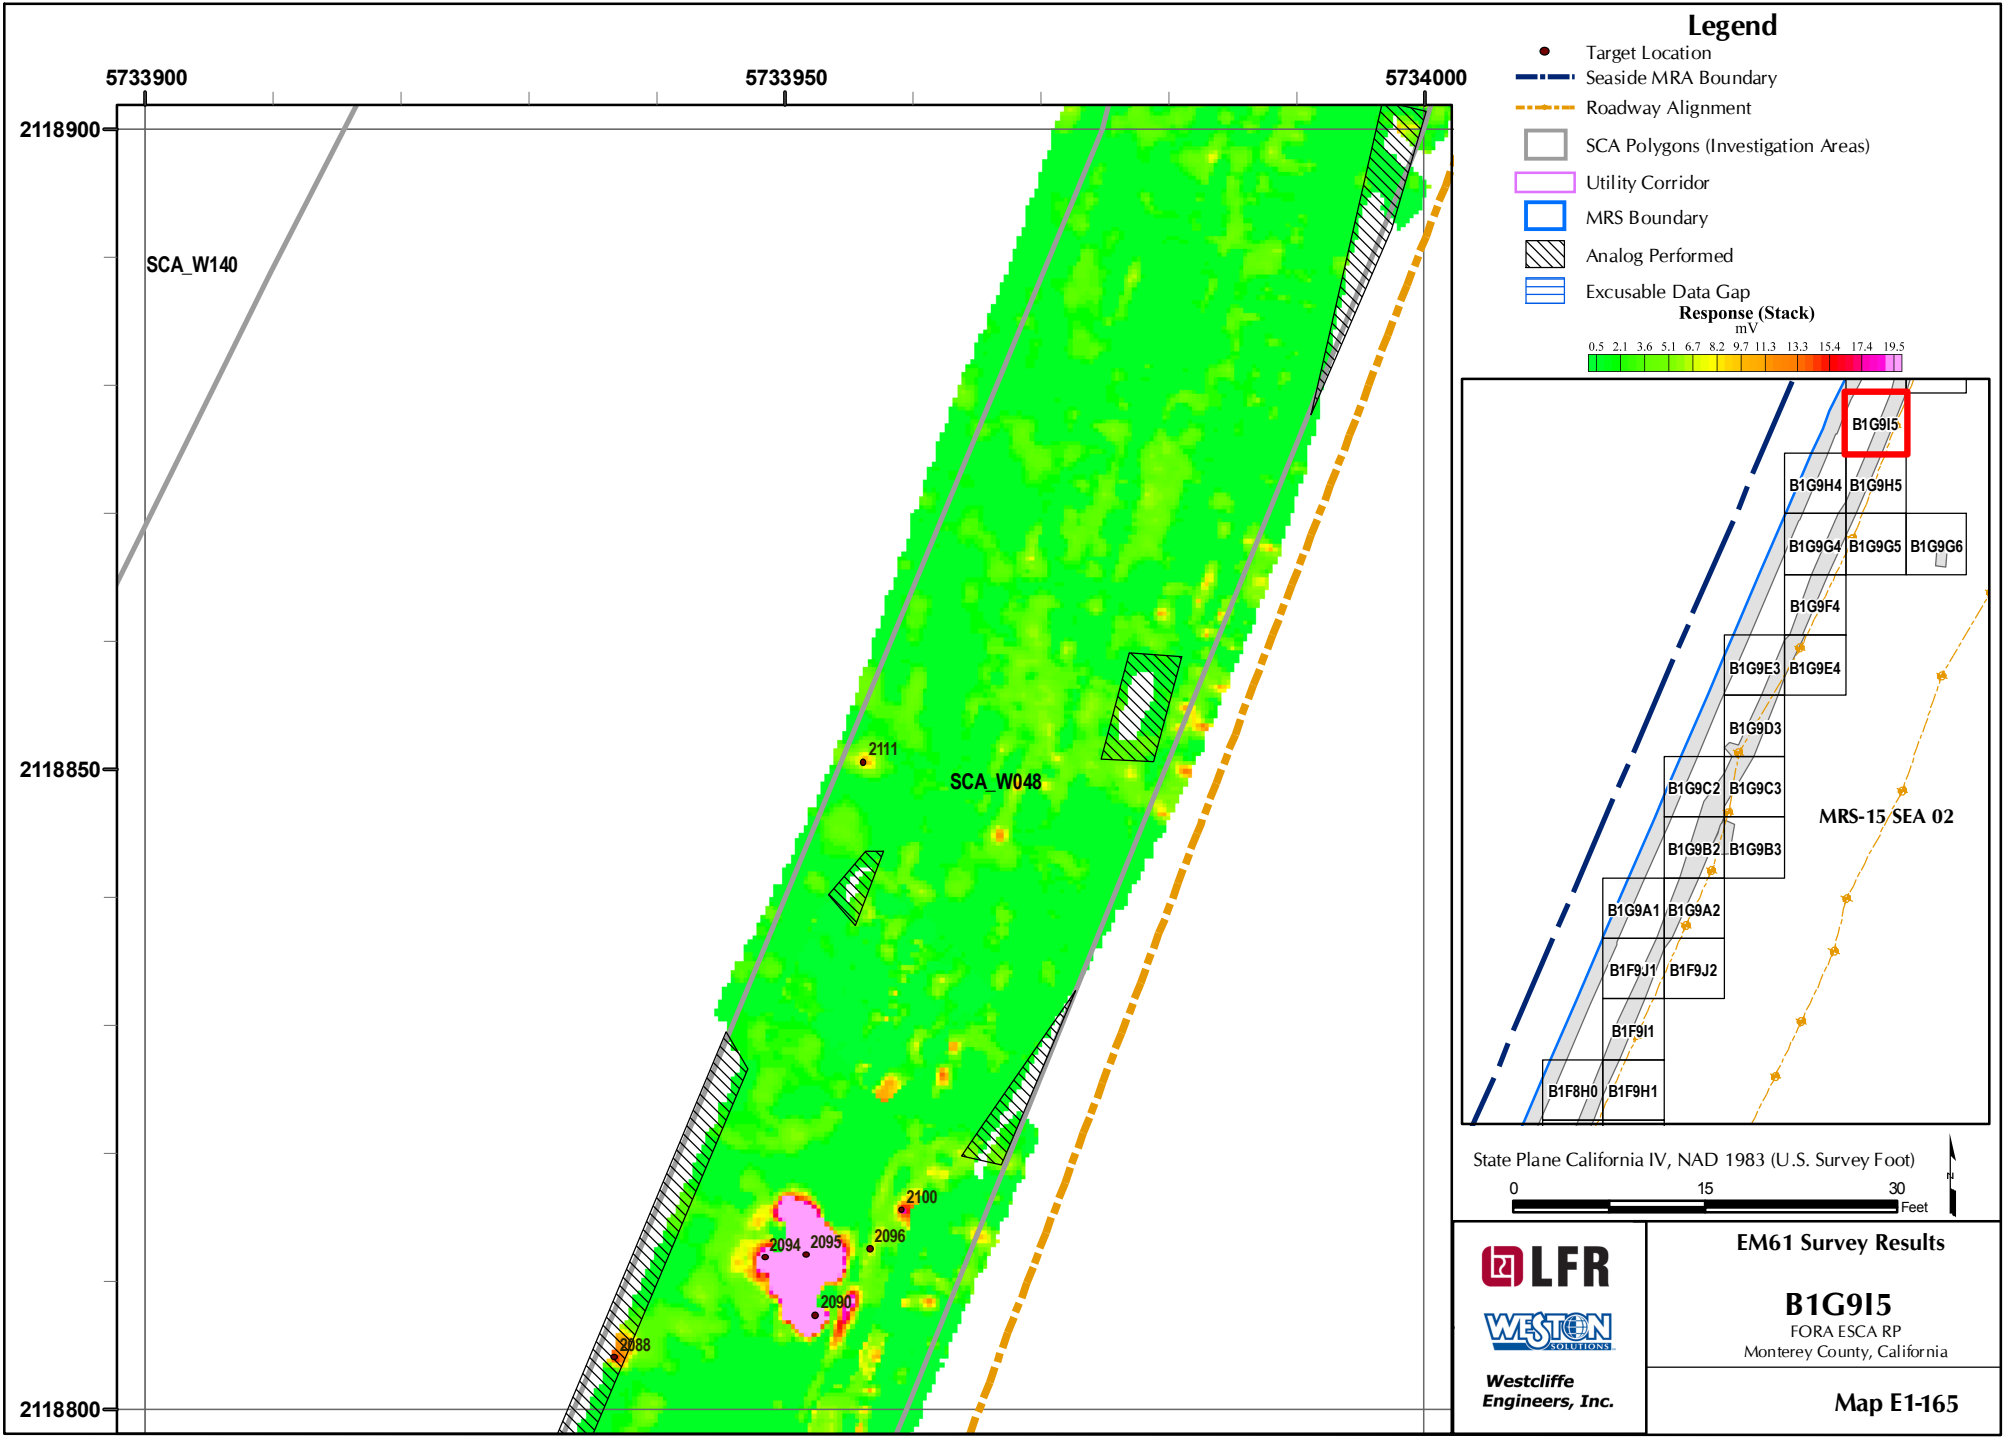 Legend
Target Location
Seaside MRA Boundary
Roadway Alignment
SCA Polygons (Investigation Areas)
Utility Corridor
MRS Boundary
Analog Performed
Excusable Data Gap
Response (Stack)
mV
0.5 2.1 3.6 5.1 6.7 8.2 9.7 11.3 13.3 15.4 17.4 19.5
5733900 5733950 5734000
2118900
2118850
2118800
SCA_W140
SCA_W048
2111
2100
2096
2094
2095
2090
2088
B1G9I5
B1G9H4 B1G9H5
B1G9G4 B1G9G5 B1G9G6
B1G9F4
B1G9E3 B1G9E4
B1G9D3
B1G9C2 B1G9C3
MRS-15 SEA 02
B1G9B2 B1G9B3
B1G9A1 B1G9A2
B1F9J1 B1F9J2
B1F9I1
B1F8H0 B1F9H1
State Plane California IV, NAD 1983 (U.S. Survey Foot)
0 15 30
Feet
N
LFR
WESTON
SOLUTIONS
Westcliffe
Engineers, Inc.
EM61 Survey Results
B1G9I5
FORA ESCA RP
Monterey County, California
Map E1-165